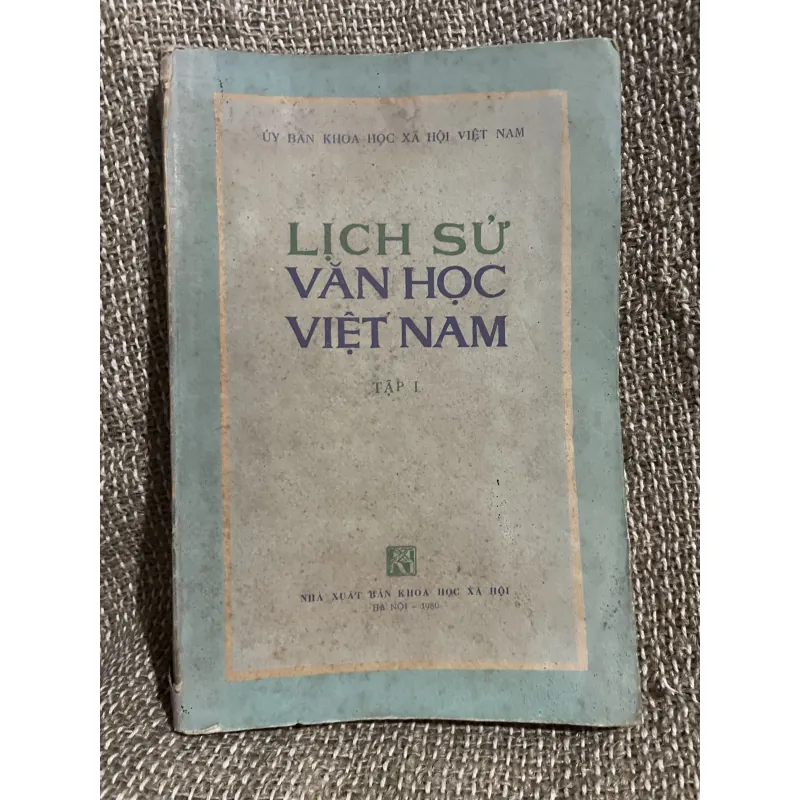 ỦY BAN KHOA HỌC XÃ HỘI VIỆT NAM
LỊCH SỬ
VĂN HỌC
VIỆT NAM
TẬP I
NHÀ XUẤT BẢN KHOA HỌC XÃ HỘI
HÀ NỘI - 1980